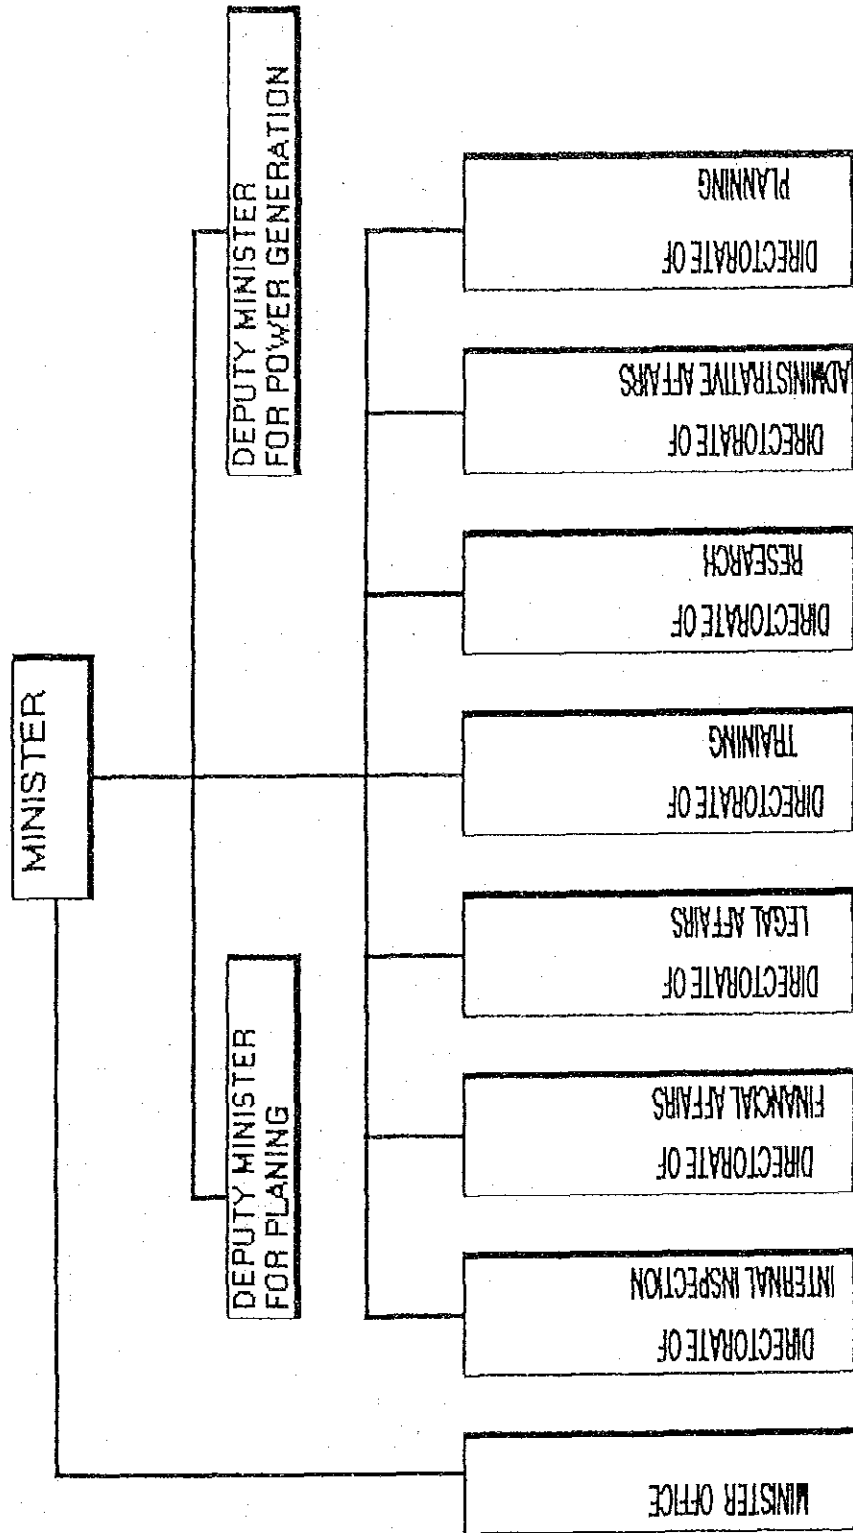 MINISTER
DEPUTY MINISTER
FOR PLANING
DEPUTY MINISTER
FOR POWER GENERATION
MINISTER OFFICE
DIRECTORATE OF
INTERNAL INSPECTION
DIRECTORATE OF
FINANCIAL AFFAIRS
DIRECTORATE OF
LEGAL AFFAIRS
DIRECTORATE OF
TRAINING
DIRECTORATE OF
RESEARCH
DIRECTORATE OF
ADMINISTRATIVE AFFAIRS
DIRECTORATE OF
PLANNING